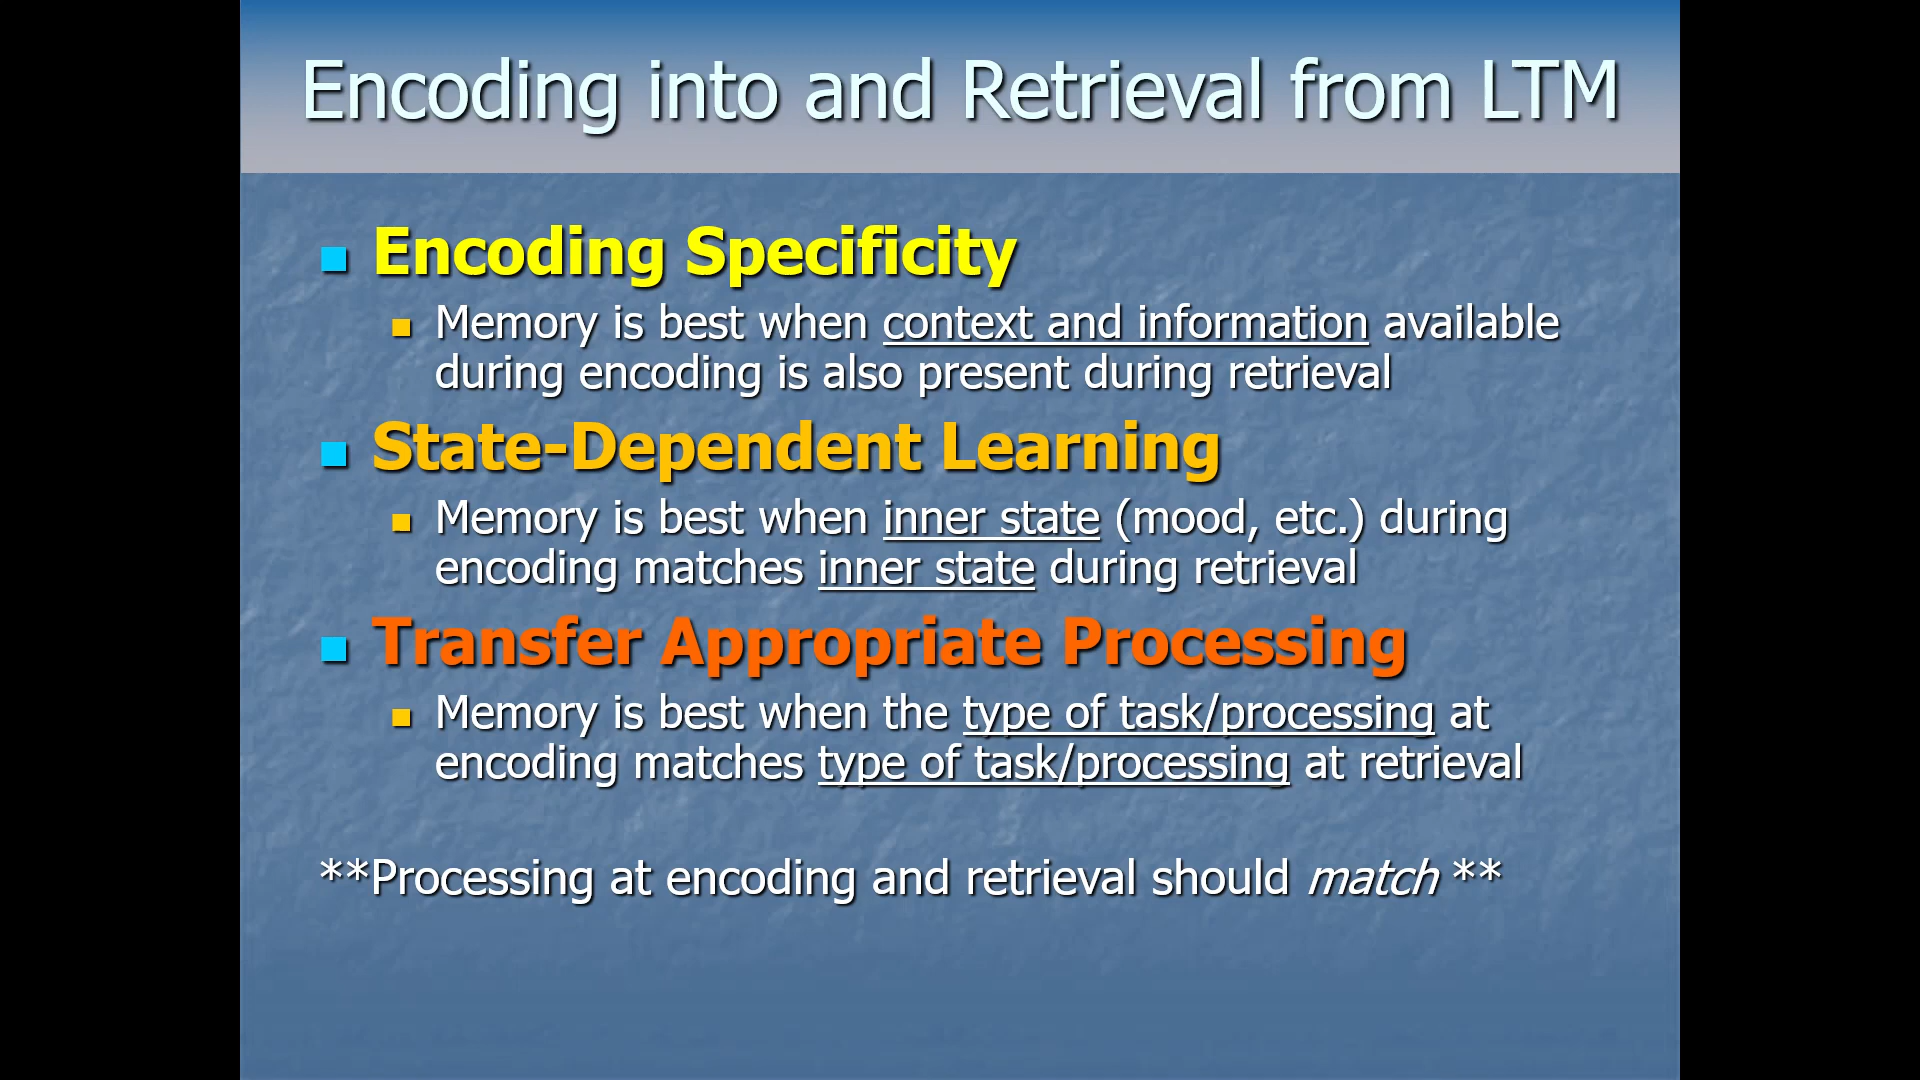 Encoding into and Retrieval from LTM
Encoding Specificity
Memory is best when context and information available
during encoding is also present during retrieval
State-Dependent Learning
Memory is best when inner state (mood, etc.) during
encoding matches inner state during retrieval
Transfer Appropriate Processing
Memory is best when the type of task/processing at
encoding matches type of task/processing at retrieval
**Processing at encoding and retrieval should match **